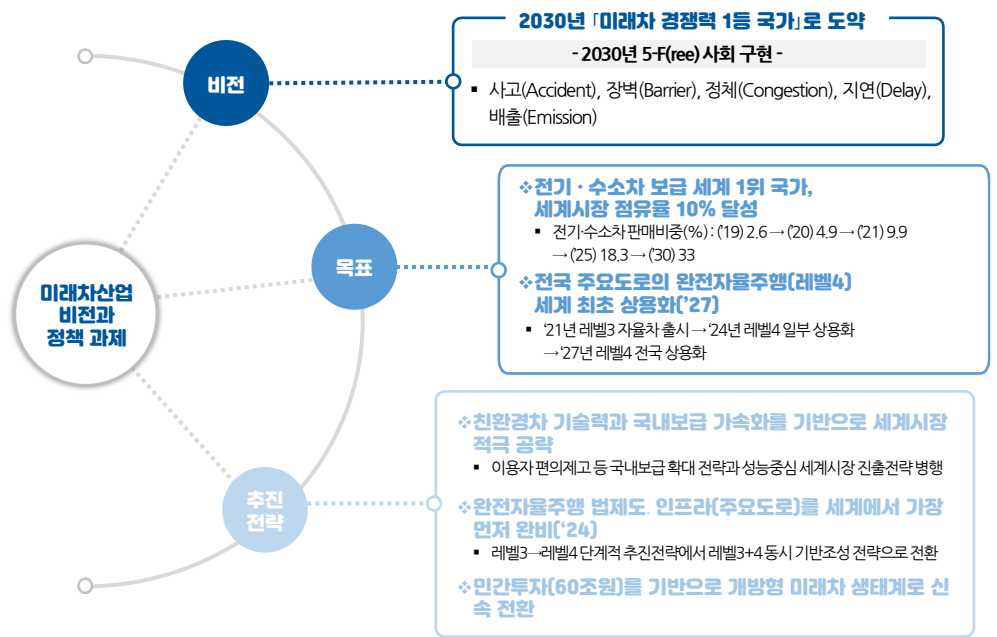 2030년 「미래차 경쟁력 1등 국가」로 도약
- 2030년 5-F(ree) 사회 구현 -
▪ 사고(Accident), 장벽(Barrier), 정체(Congestion), 지연(Delay),
배출(Emission)
비전
❖전기 · 수소차 보급 세계 1위 국가,
세계시장 점유율 10% 달성
▪ 전기·수소차 판매비중(%) : (’19) 2.6 → (’20) 4.9 → (’21) 9.9
→ (’25) 18.3 → (’30) 33
❖전국 주요도로의 완전자율주행(레벨4)
세계 최초 상용화(’27)
▪ ‘21년 레벨3 자율차 출시 → ‘24년 레벨4 일부 상용화
→ ‘27년 레벨4 전국 상용화
목표
미래차산업
비전과
정책 과제
❖친환경차 기술력과 국내보급 가속화를 기반으로 세계시장
적극 공략
▪ 이용자 편의제고 등 국내보급 확대 전략과 성능중심 세계시장 진출전략 병행
❖완전자율주행 법제도. 인프라(주요도로)를 세계에서 가장
먼저 완비(‘24)
▪ 레벨3→레벨4 단계적 추진전략에서 레벨3+4 동시 기반조성 전략으로 전환
❖민간투자(60조원)를 기반으로 개방형 미래차 생태계로 신
속 전환
추진
전략